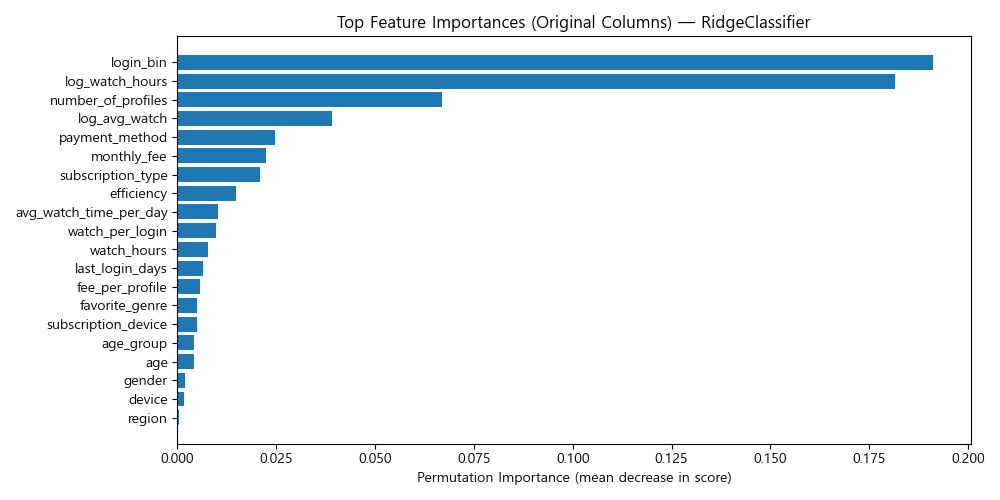 Top Feature Importances (Original Columns) — RidgeClassifier
login_bin
log_watch_hours
number_of_profiles
log_avg_watch
payment_method
monthly_fee
subscription_type
efficiency
avg_watch_time_per_day
watch_per_login
watch_hours
last_login_days
fee_per_profile
favorite_genre
subscription_device
age_group
age
gender
device
region
0.000 0.025 0.050 0.075 0.100 0.125 0.150 0.175 0.200
Permutation Importance (mean decrease in score)